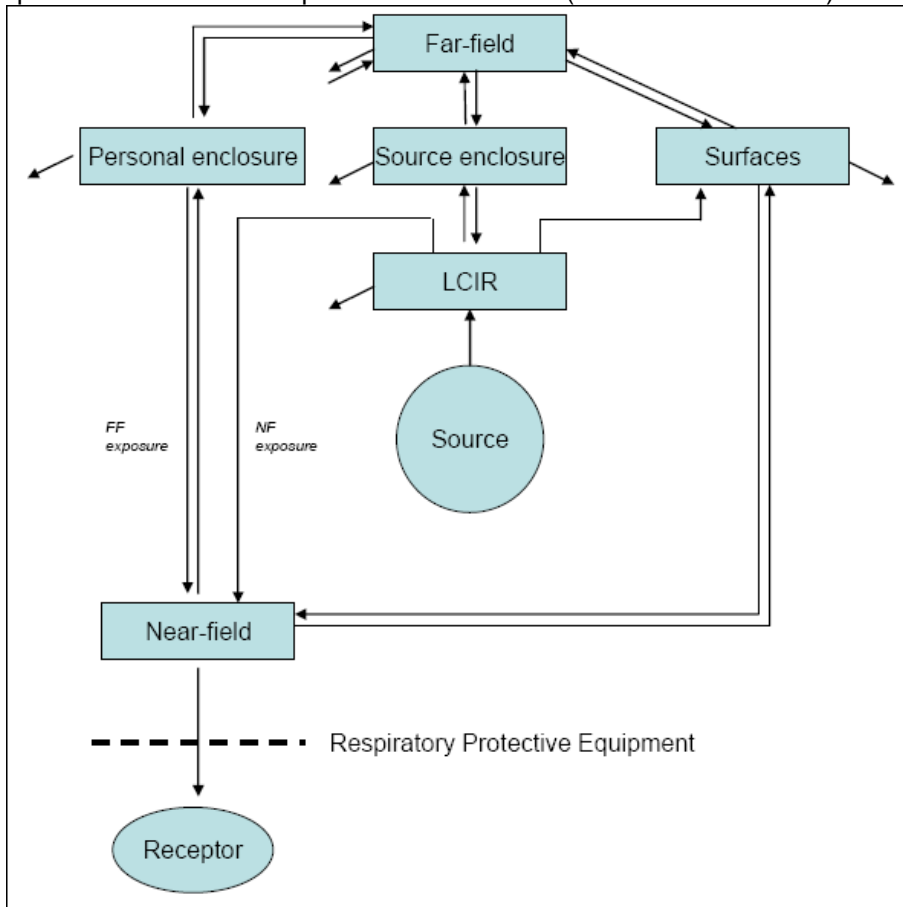 Far-field
Personal enclosure
Source enclosure
Surfaces
LCIR
FF
exposure
NF
exposure
Source
Near-field
Respiratory Protective Equipment
Receptor